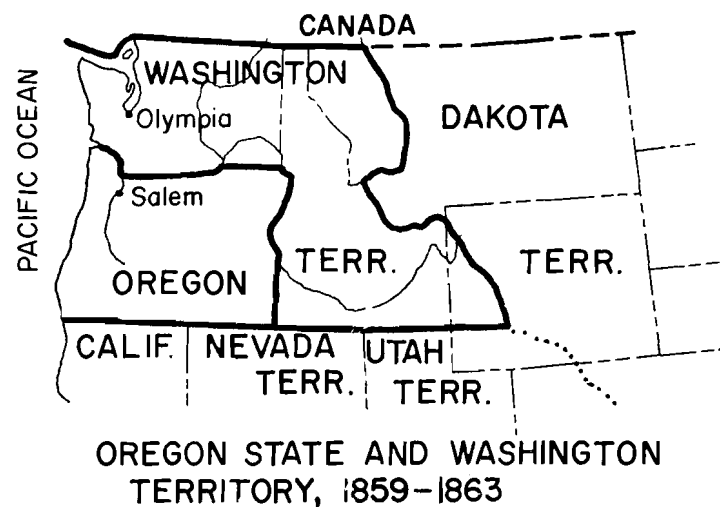 CANADA
WASHINGTON
Olympia
DAKOTA
PACIFIC OCEAN
Salem
OREGON
TERR.
TERR.
CALIF.
NEVADA
TERR.
UTAH
TERR.
OREGON STATE AND WASHINGTON
TERRITORY, 1859-1863